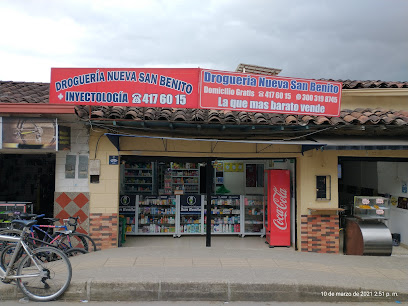 DROGUERÍA NUEVA SAN BENITO
+ INYECTOLOGÍA ☎ 417 60 15
Droguería Nueva San Benito
Domicilio Gratis ☎ 417 60 15
La que mas barato vende
Coca-Cola
10 de marzo de 2021 2:51 p. m.